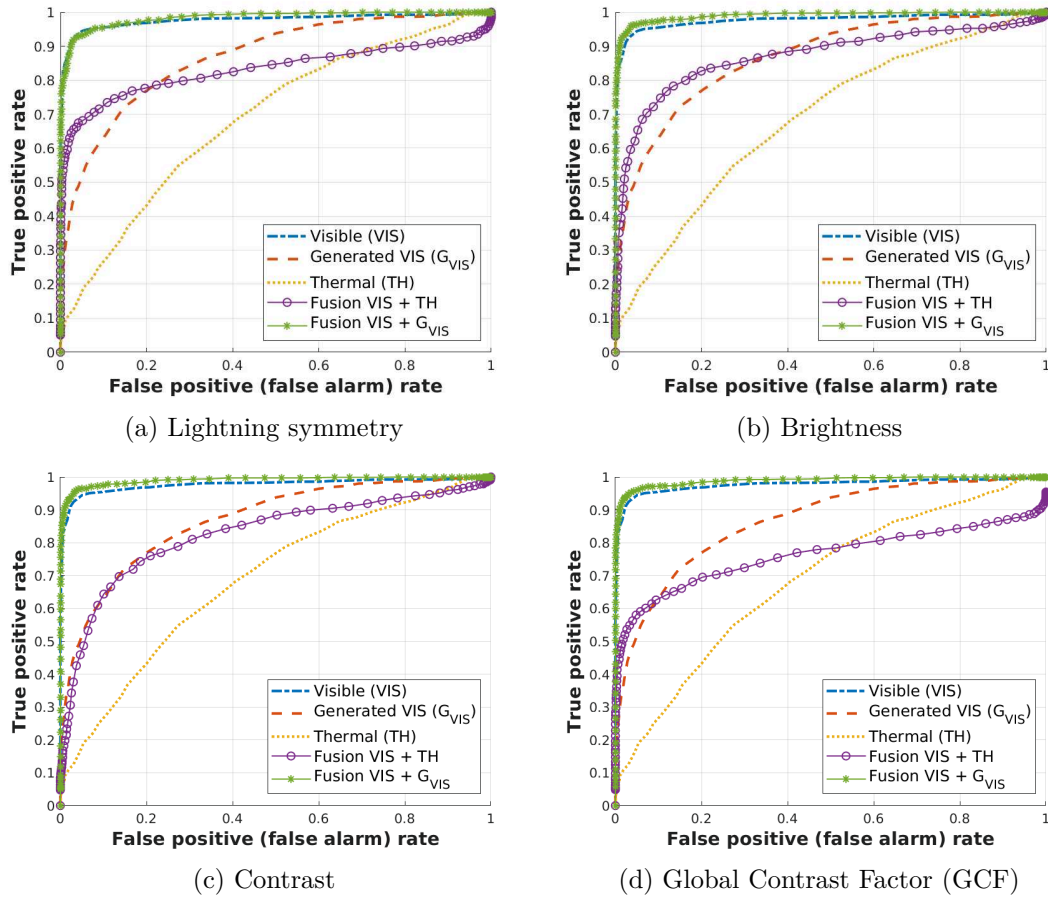 1
0.9
0.8
0.7
0.6
0.5
0.4
0.3
0.2
0.1
0
True positive rate
Visible (VIS)
Generated VIS (G_VIS)
Thermal (TH)
Fusion VIS + TH
Fusion VIS + G_VIS
0 0.2 0.4 0.6 0.8 1
False positive (false alarm) rate
(a) Lightning symmetry
1
0.9
0.8
0.7
0.6
0.5
0.4
0.3
0.2
0.1
0
True positive rate
Visible (VIS)
Generated VIS (G_VIS)
Thermal (TH)
Fusion VIS + TH
Fusion VIS + G_VIS
0 0.2 0.4 0.6 0.8 1
False positive (false alarm) rate
(b) Brightness
1
0.9
0.8
0.7
0.6
0.5
0.4
0.3
0.2
0.1
0
True positive rate
Visible (VIS)
Generated VIS (G_VIS)
Thermal (TH)
Fusion VIS + TH
Fusion VIS + G_VIS
0 0.2 0.4 0.6 0.8 1
False positive (false alarm) rate
(c) Contrast
1
0.9
0.8
0.7
0.6
0.5
0.4
0.3
0.2
0.1
0
True positive rate
Visible (VIS)
Generated VIS (G_VIS)
Thermal (TH)
Fusion VIS + TH
Fusion VIS + G_VIS
0 0.2 0.4 0.6 0.8 1
False positive (false alarm) rate
(d) Global Contrast Factor (GCF)